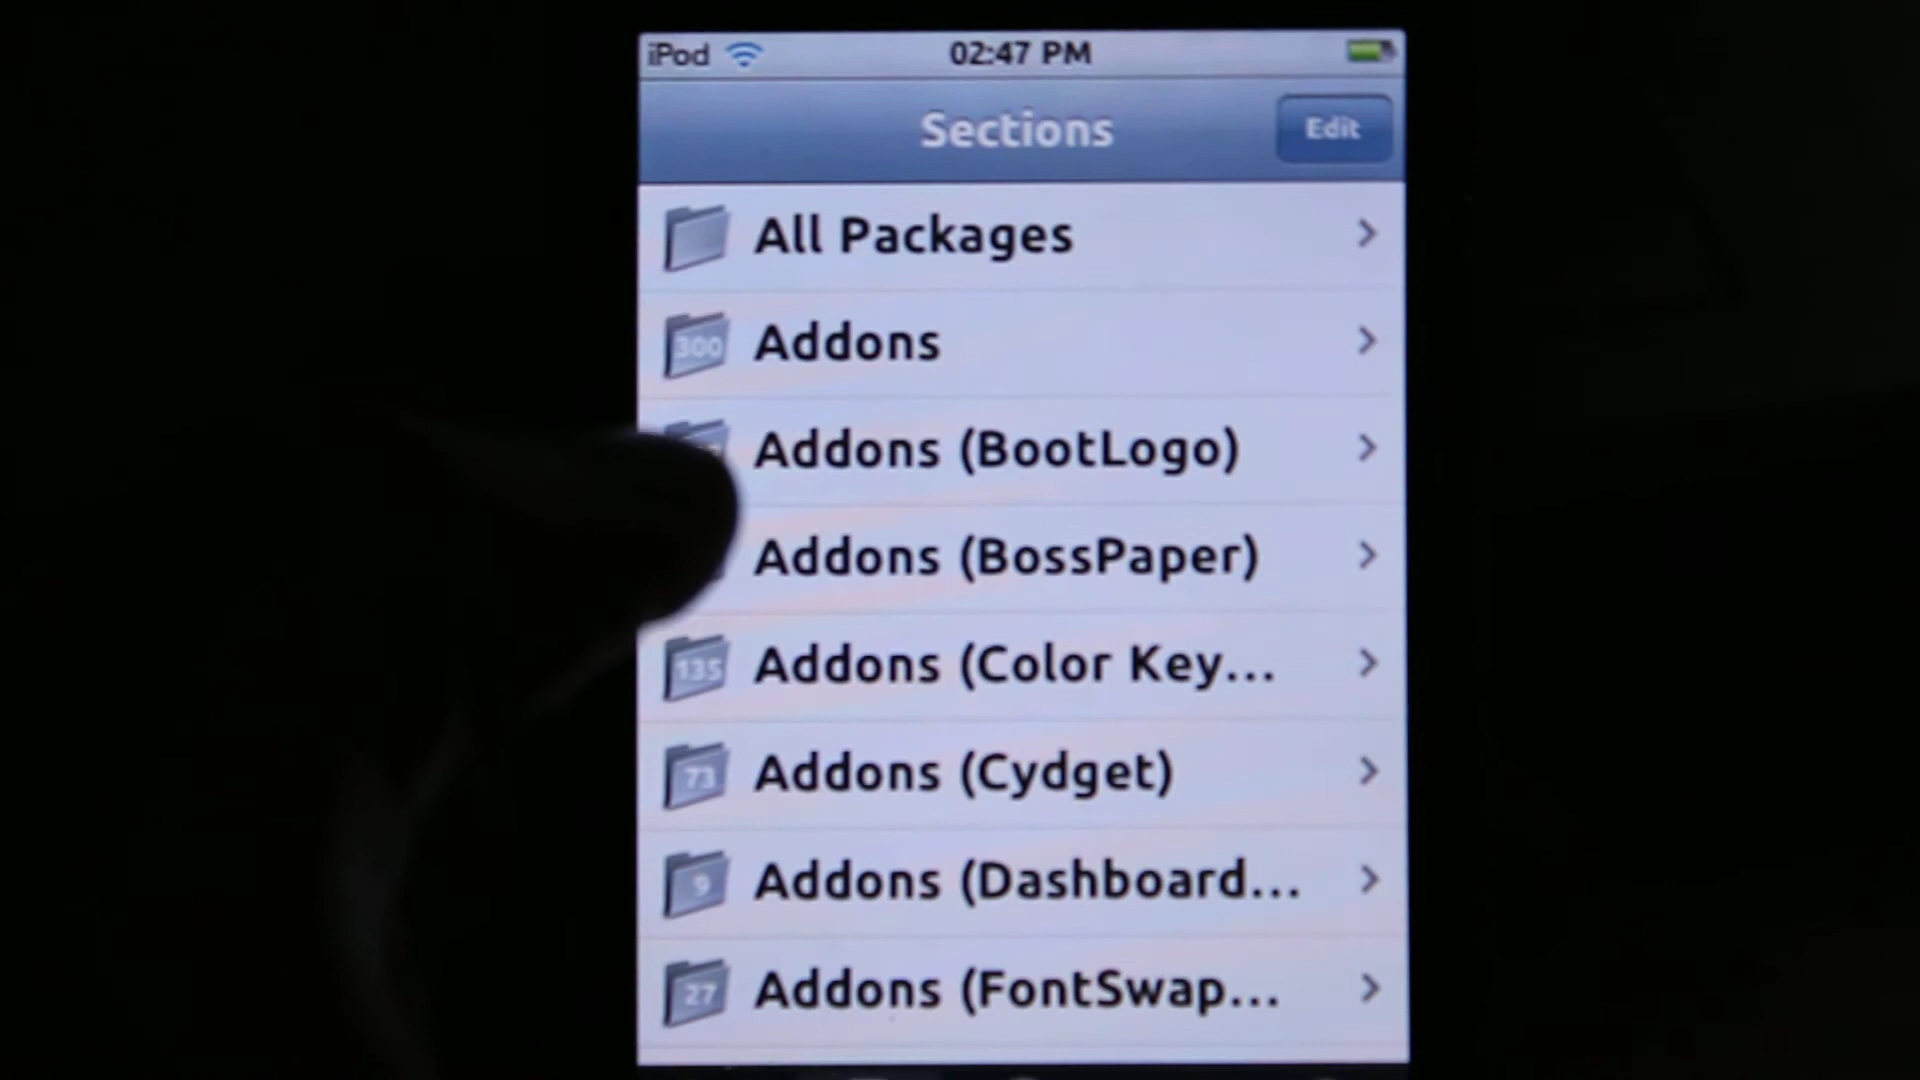 iPod 02:47 PM
Sections Edit
All Packages
300 Addons
Addons (BootLogo)
Addons (BossPaper)
135 Addons (Color Key...
73 Addons (Cydget)
9 Addons (Dashboard...
27 Addons (FontSwap...